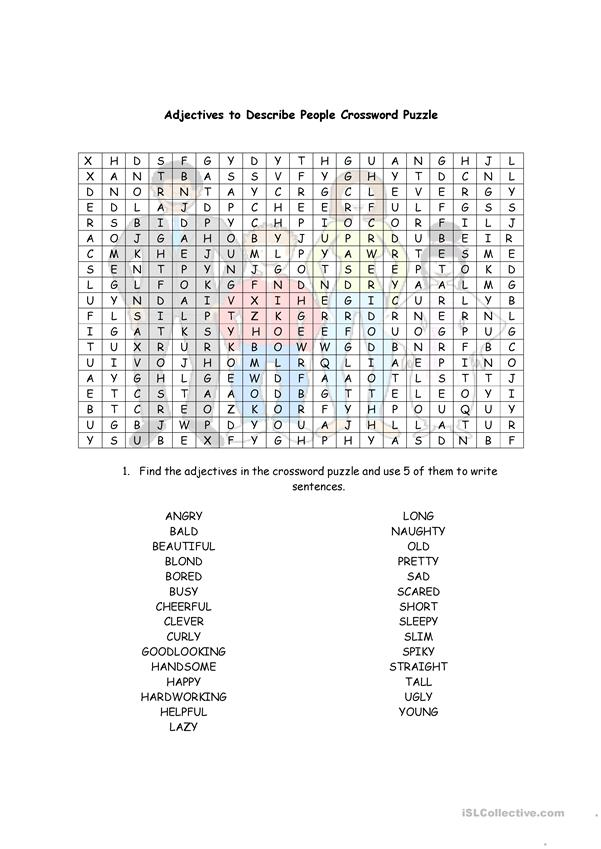 Adjectives to Describe People Crossword Puzzle
X H D S F G Y D Y T H G U A N G H J L
X A N T B A S S V F Y G H Y T D C N L
D N O R N T A Y C R G C L E V E R G Y
E D L A J D P C H E E R F U L F G S S
R S B I D P Y C H P I O C O R F I L J
A O J G A H O B Y J U P R D U B E I R
C M K H E J U M L P Y A W R T E S M E
S E N T P Y N J G O T S E E P T O K D
L G L F O K G F N D N D R Y A A L M G
U Y N D A I V X I H E G I C U R L Y B
F L S I L P T Z K G R R D R N E R N L
I G A T K S Y H O E E F O U O G P U G
T U X R U R K B O W W G D B N R F B C
U I V O J H O M L R Q L I A E P I N O
A Y G H L G E W D F A A O T L S T T J
E T C S T A A O D B G T T E L E O Y I
B T C R E O Z K O R F Y H P O U Q U Y
U G B J W P D Y O U A J H L L A T U R
Y S U B E X F Y G H P H Y A S D N B F
1. Find the adjectives in the crossword puzzle and use 5 of them to write
sentences.
ANGRY LONG
BALD NAUGHTY
BEAUTIFUL OLD
BLOND PRETTY
BORED SAD
BUSY SCARED
CHEERFUL SHORT
CLEVER SLEEPY
CURLY SLIM
GOODLOOKING SPIKY
HANDSOME STRAIGHT
HAPPY TALL
HARDWORKING UGLY
HELPFUL YOUNG
LAZY
iSLCollective.com